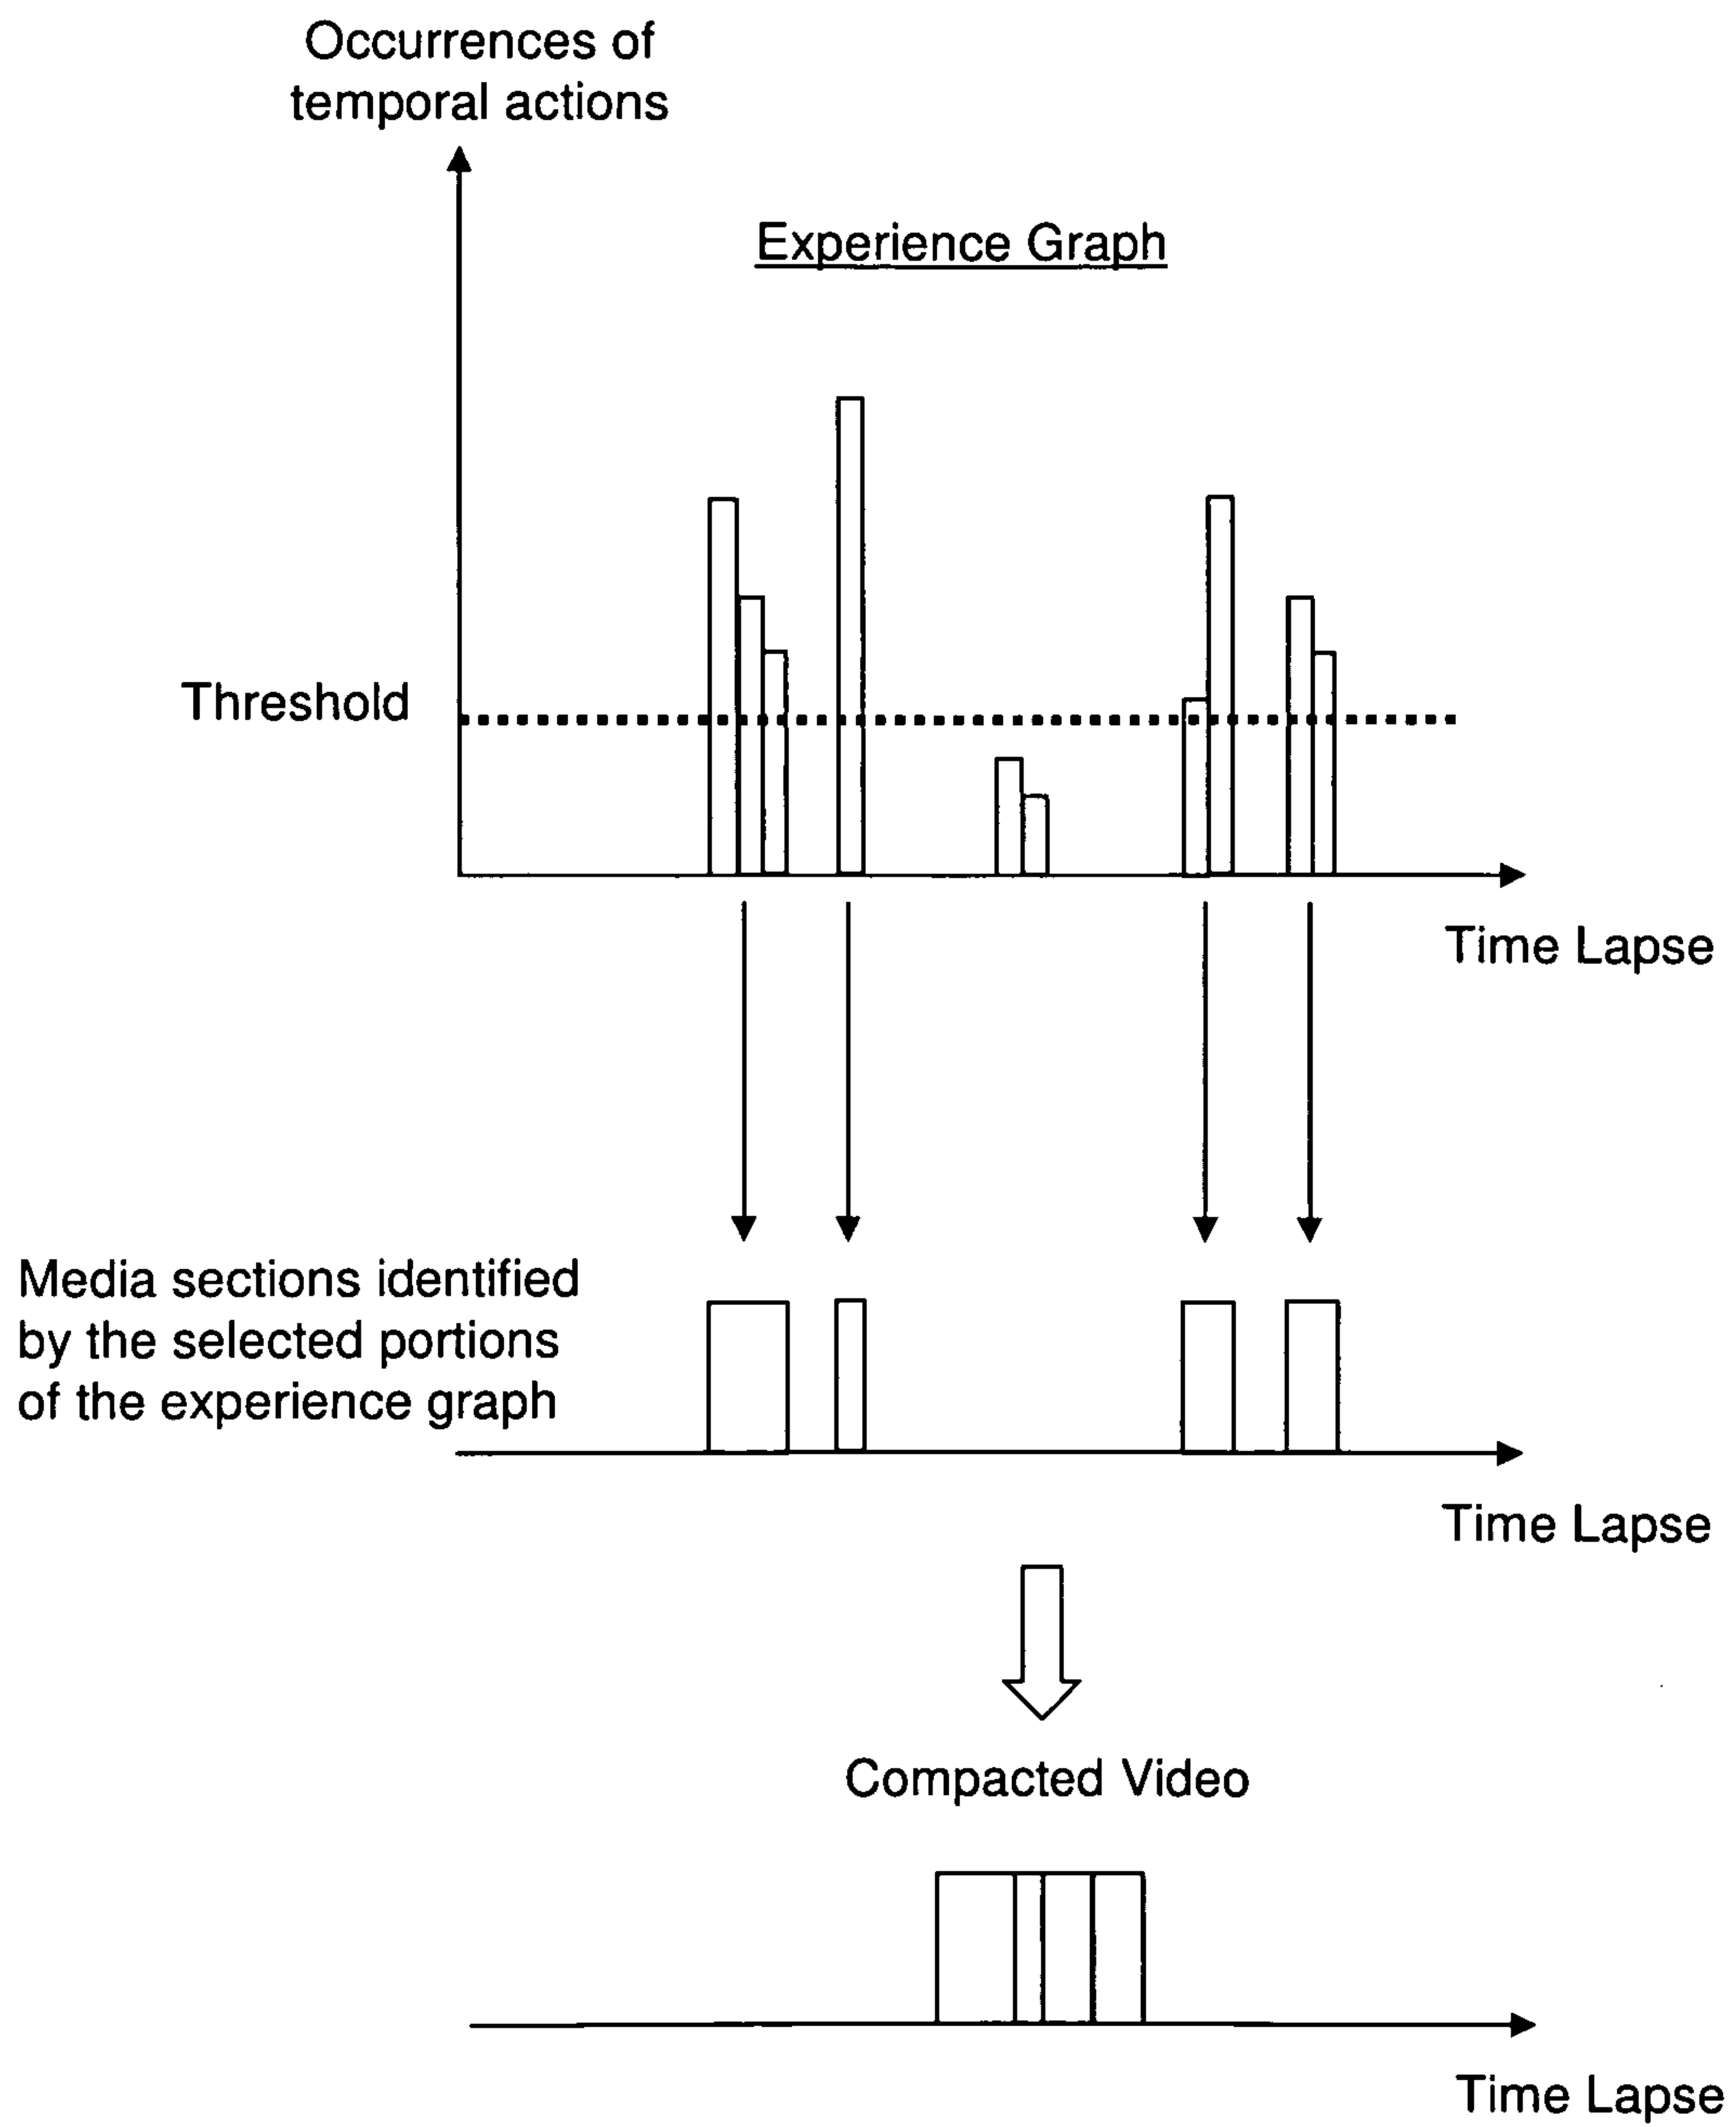 Occurrences of
temporal actions
Experience Graph
Threshold
Time Lapse
Media sections identified
by the selected portions
of the experience graph
Time Lapse
Compacted Video
Time Lapse